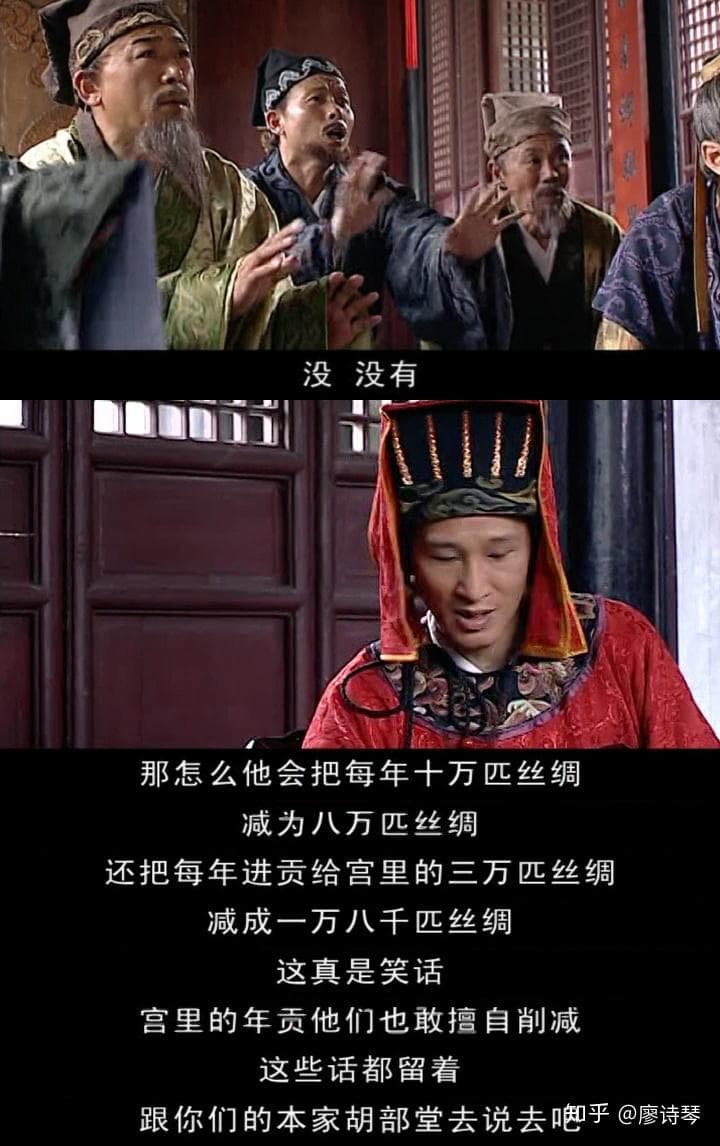 没 没有
那怎么他会把每年十万匹丝绸
减为八万匹丝绸
还把每年进贡给宫里的三万匹丝绸
减成一万八千匹丝绸
这真是笑话
宫里的年贡他们也敢擅自削减
这些话都留着
跟你们的本家胡部堂去说去吧
知乎 @廖诗琴